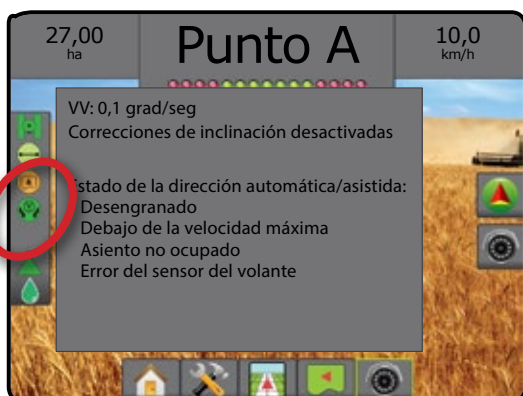 27,00
ha
Punto A
10,0
km/h
VV: 0,1 grad/seg
Correcciones de inclinación desactivadas
Estado de la dirección automática/asistida:
Desengranado
Debajo de la velocidad máxima
Asiento no ocupado
Error del sensor del volante